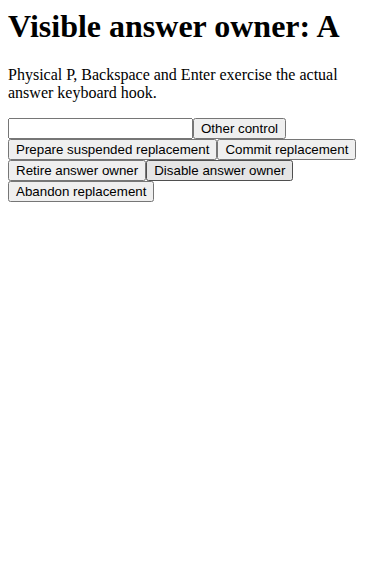 Visible answer owner: A
Physical P, Backspace and Enter exercise the actual
answer keyboard hook.
Other control
Prepare suspended replacement Commit replacement
Retire answer owner Disable answer owner
Abandon replacement